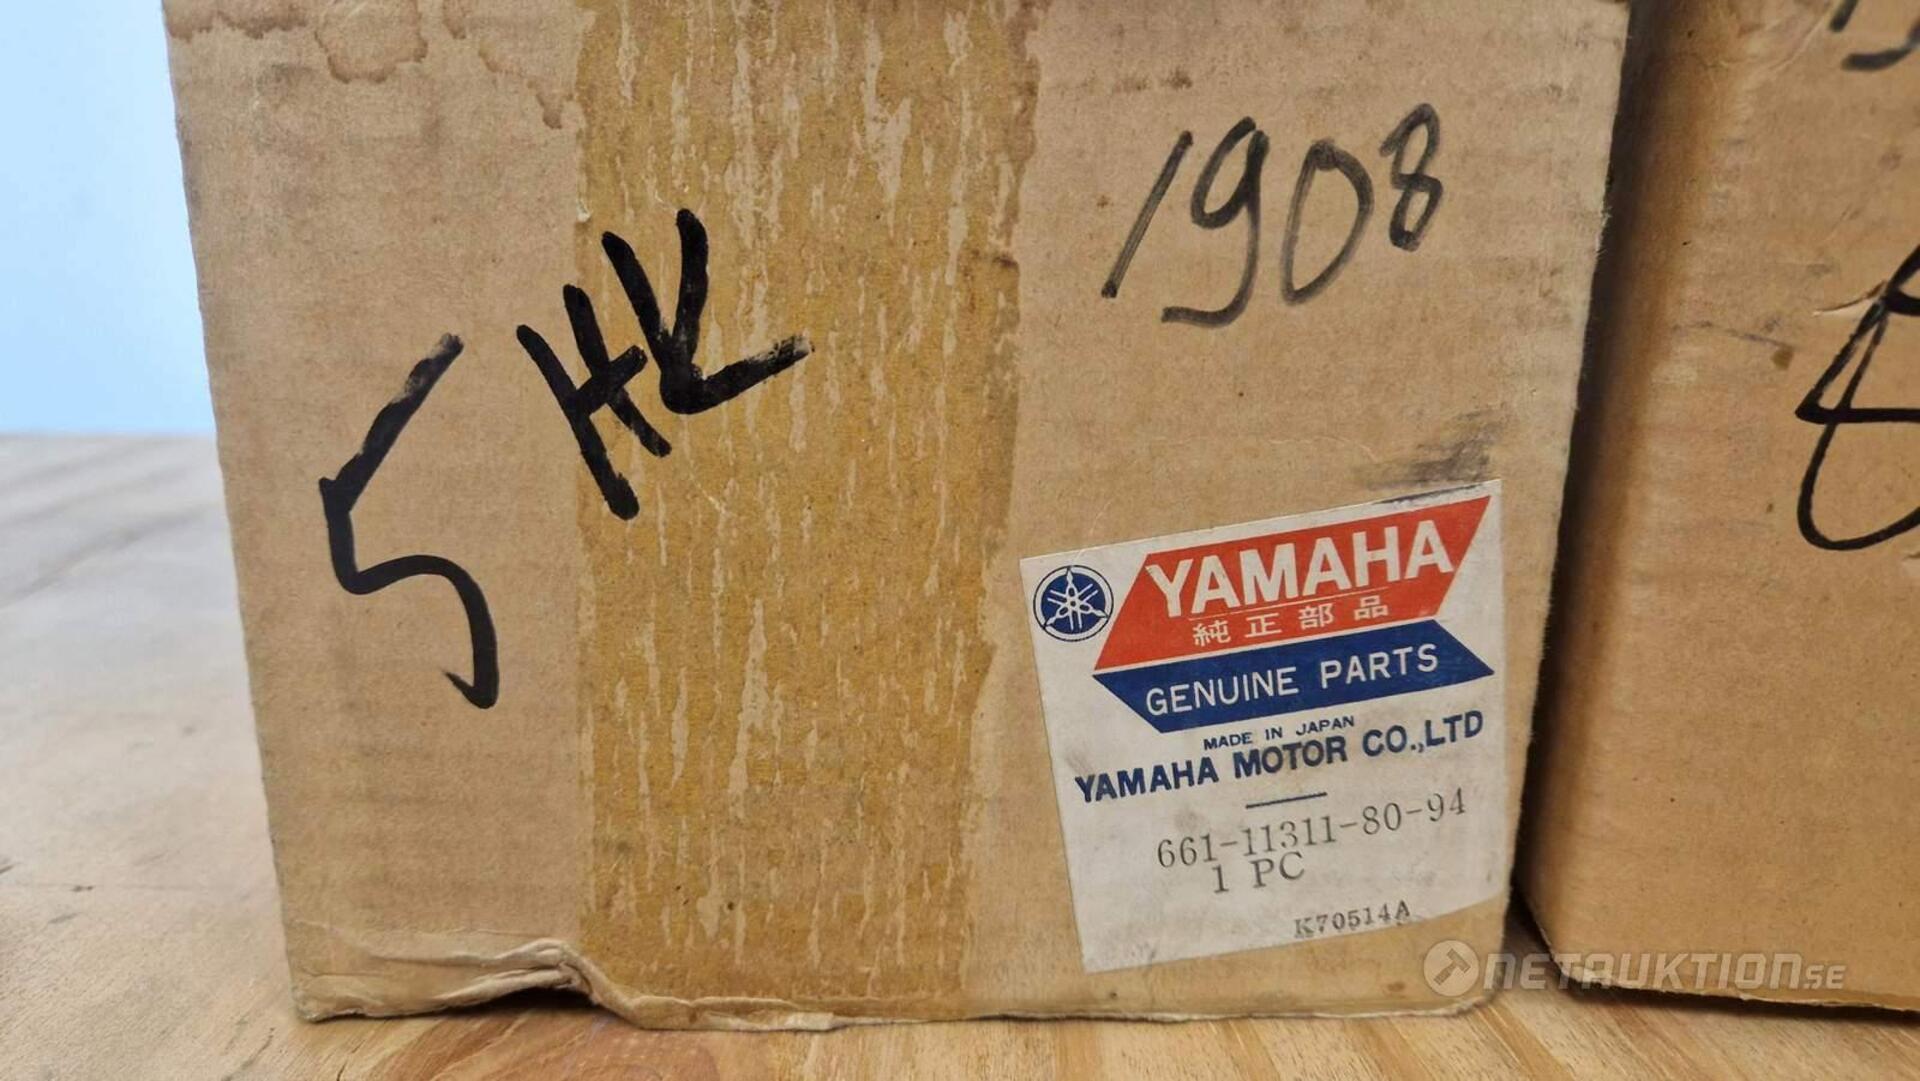 1908
5 HK
YAMAHA
純正部品
GENUINE PARTS
MADE IN JAPAN
YAMAHA MOTOR CO.,LTD
661-11311-80-94
1 PC
K70514A
NETAUKTION.SE